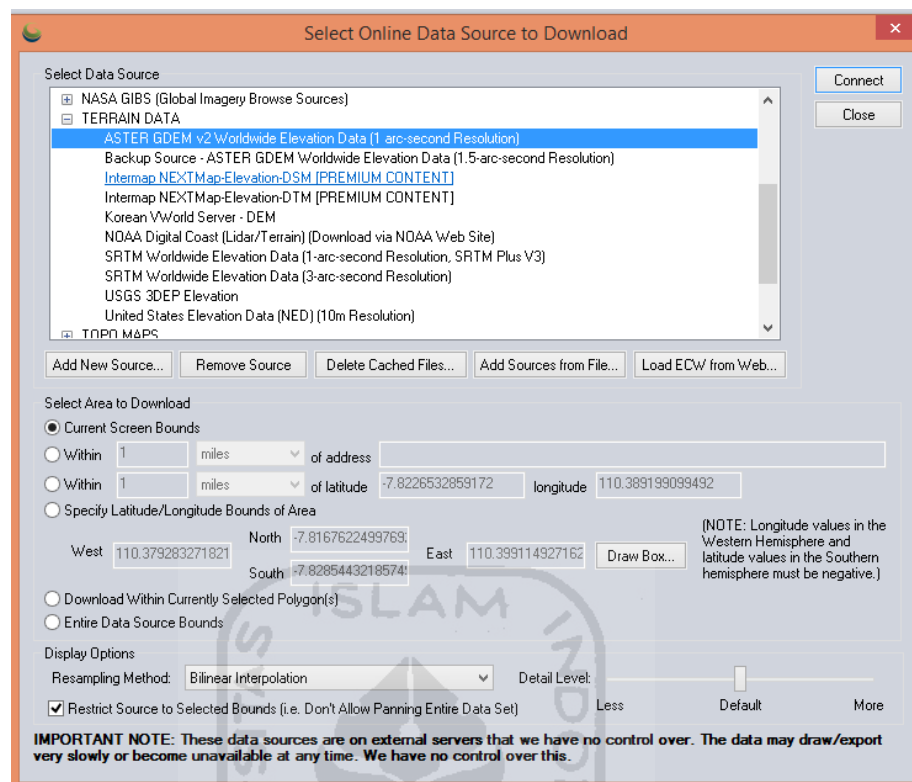 Select Online Data Source to Download
Select Data Source
Connect
Close
NASA GIBS (Global Imagery Browse Sources)
TERRAIN DATA
ASTER GDEM v2 Worldwide Elevation Data (1 arc-second Resolution)
Backup Source - ASTER GDEM Worldwide Elevation Data (1.5-arc-second Resolution)
Intermap NEXTMap-Elevation-DSM [PREMIUM CONTENT]
Intermap NEXTMap-Elevation-DTM [PREMIUM CONTENT]
Korean VWorld Server - DEM
NOAA Digital Coast (Lidar/Terrain) (Download via NOAA Web Site)
SRTM Worldwide Elevation Data (1-arc-second Resolution, SRTM Plus V3)
SRTM Worldwide Elevation Data (3-arc-second Resolution)
USGS 3DEP Elevation
United States Elevation Data (NED) (10m Resolution)
TOPO MAPS
Add New Source... Remove Source Delete Cached Files... Add Sources from File... Load ECW from Web...
Select Area to Download
Current Screen Bounds
Within 1 miles of address
Within 1 miles of latitude -7.8226532859172 longitude 110.389199099492
Specify Latitude/Longitude Bounds of Area
North -7.8167622499769
West 110.379283271821 East 110.399114927162 Draw Box...
South -7.828544321857
(NOTE: Longitude values in the
Western Hemisphere and
latitude values in the Southern
hemisphere must be negative.)
Download Within Currently Selected Polygon(s)
Entire Data Source Bounds
ISLAM
Display Options
Resampling Method: Bilinear Interpolation Detail Level:
Less Default More
Restrict Source to Selected Bounds (i.e. Don't Allow Panning Entire Data Set)
IMPORTANT NOTE: These data sources are on external servers that we have no control over. The data may draw/export
very slowly or become unavailable at any time. We have no control over this.